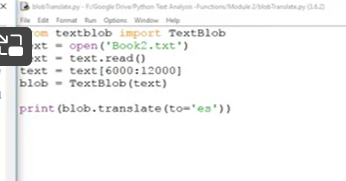 blobTranslate.py - F:/Google Drive/Python Text Analysis -Functions/Module 2/blobTranslate.py (3.6.2)
File Edit Format Run Options Window Help
om textblob import TextBlob
ext = open('Book2.txt')
ext = text.read()
text = text[6000:12000]
blob = TextBlob(text)
print(blob.translate(to='es'))